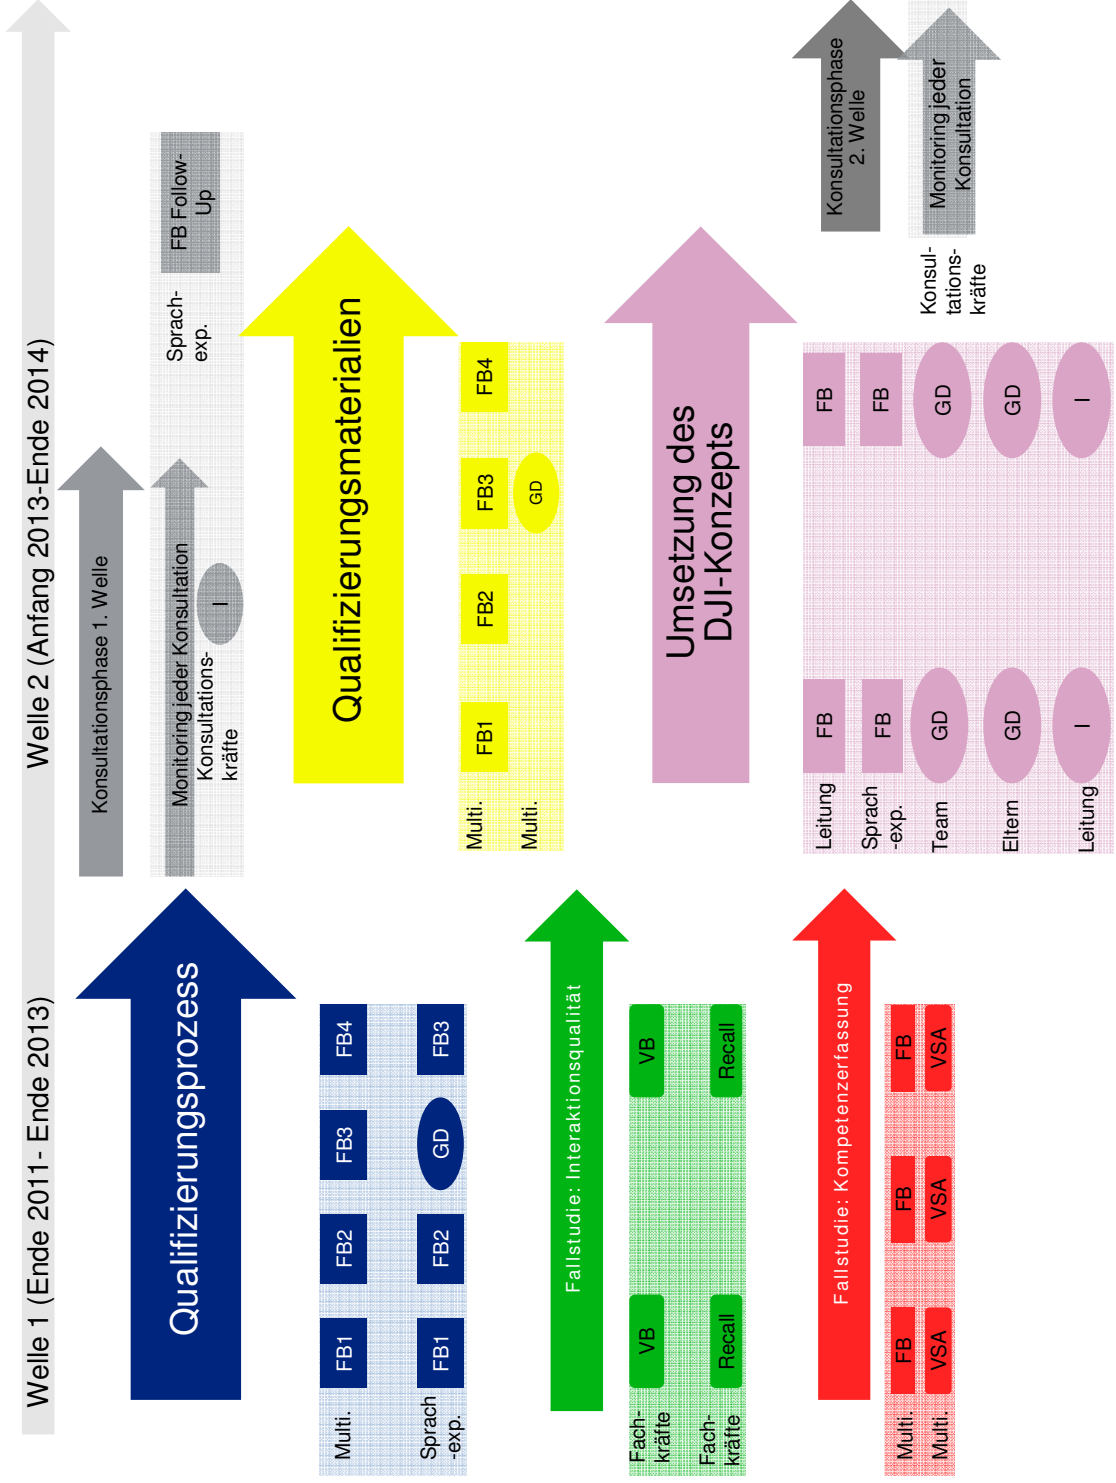 Welle 1 (Ende 2011- Ende 2013)
Welle 2 (Anfang 2013-Ende 2014)
Qualifizierungsprozess
Multi.
FB1
FB2
FB3
FB4
Sprach
-exp.
FB1
FB2
GD
FB3
Konsultationsphase 1. Welle
Monitoring jeder Konsultation
Konsultations-
kräfte
I
Sprach-
exp.
FB Follow-
Up
Qualifizierungsmaterialien
Multi.
FB1
FB2
FB3
FB4
Multi.
GD
Fallstudie: Interaktionsqualität
Fach-
kräfte
VB
VB
Fach-
kräfte
Recall
Recall
Umsetzung des
DJI-Konzepts
Leitung
FB
FB
Sprach
-exp.
FB
FB
Team
GD
GD
Eltern
GD
GD
Leitung
I
I
Fallstudie: Kompetenzerfassung
Multi.
FB
FB
FB
Multi.
VSA
VSA
VSA
Konsultationsphase
2. Welle
Konsul-
tations-
kräfte
Monitoring jeder
Konsultation